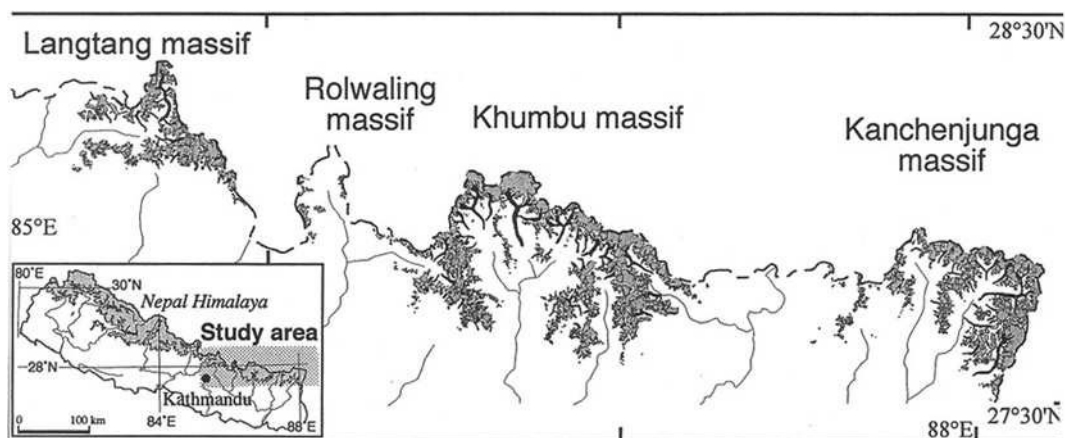 28°30'N
Langtang massif
Rolwaling
massif
Khumbu massif
Kanchenjunga
massif
85°E
80°E
30°N
Nepal Himalaya
Study area
28°N
Kathmandu
0 100 km
84°E
88°E
88°E
27°30'N